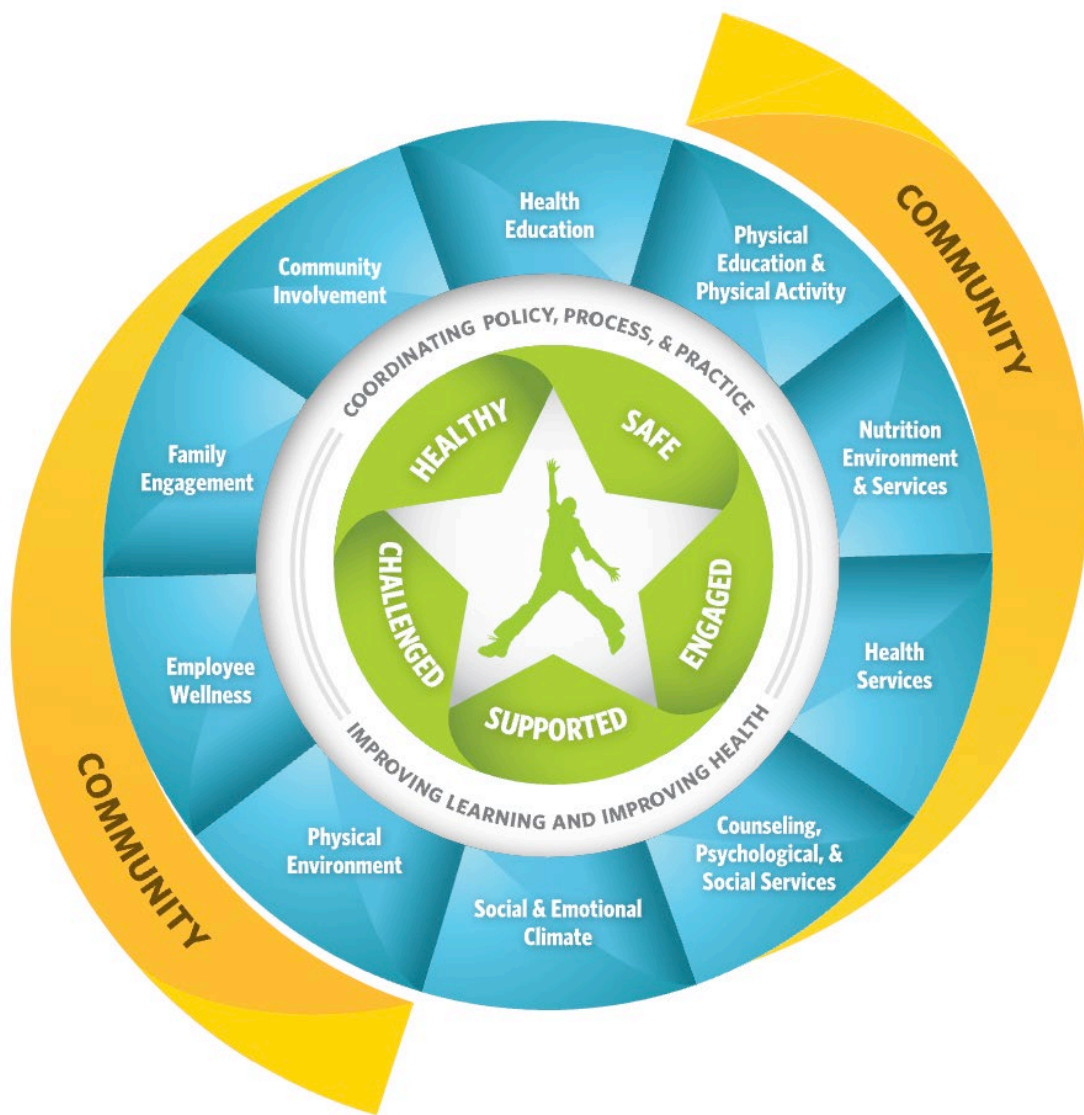 COMMUNITY
Health
Education
Physical
Education &
Physical Activity
Nutrition
Environment
& Services
Health
Services
Counseling,
Psychological, &
Social Services
Social & Emotional
Climate
Physical
Environment
Employee
Wellness
Family
Engagement
Community
Involvement
COORDINATING POLICY, PROCESS, & PRACTICE
IMPROVING LEARNING AND IMPROVING HEALTH
HEALTHY
SAFE
ENGAGED
SUPPORTED
CHALLENGED
COMMUNITY